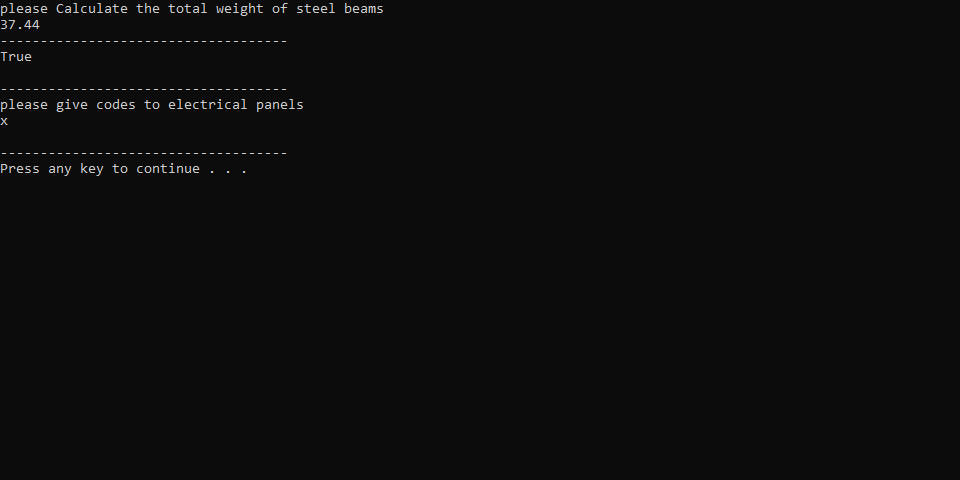 please Calculate the total weight of steel beams
37.44
------------------------------------
True
------------------------------------
please give codes to electrical panels
x
------------------------------------
Press any key to continue . . .